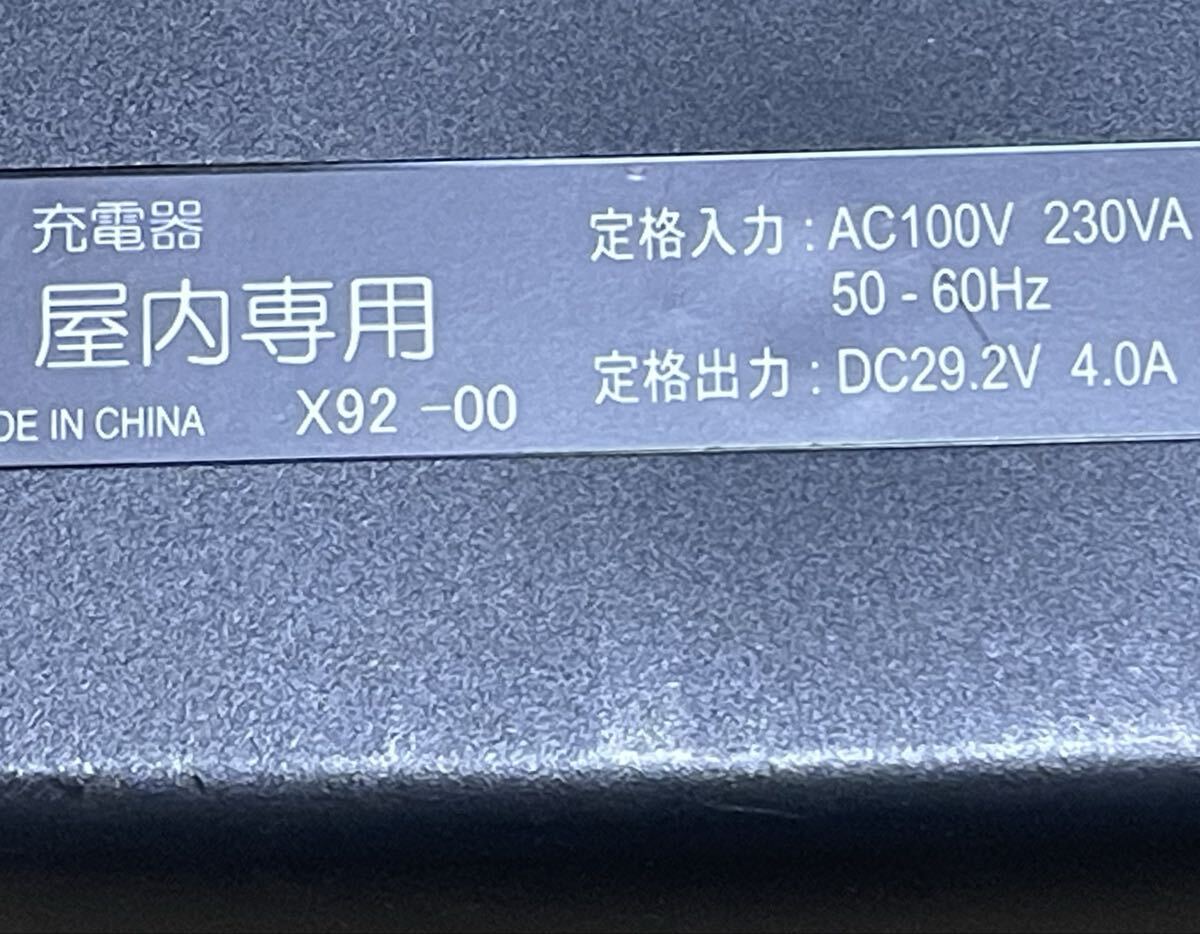 充電器
屋内専用
DE IN CHINA X92 -00
定格入力 : AC100V 230VA
50 - 60Hz
定格出力 : DC29.2V 4.0A